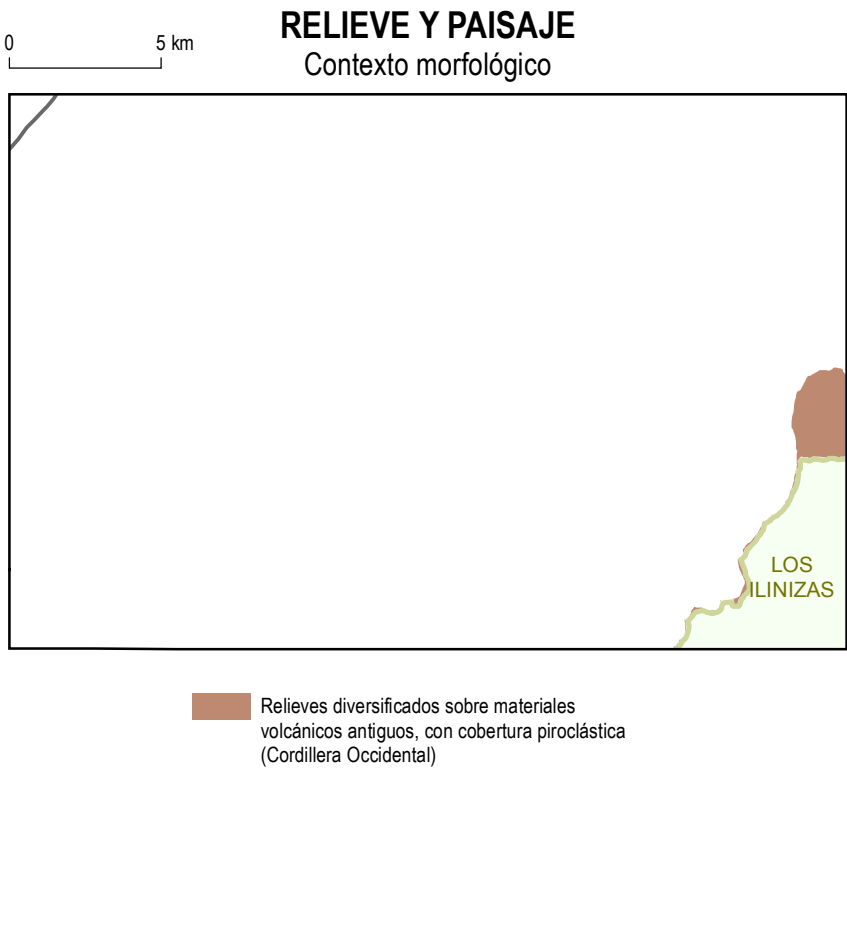 RELIEVE Y PAISAJE
Contexto morfológico
0 5 km
LOS
ILINIZAS
Relieves diversificados sobre materiales
volcánicos antiguos, con cobertura piroclástica
(Cordillera Occidental)